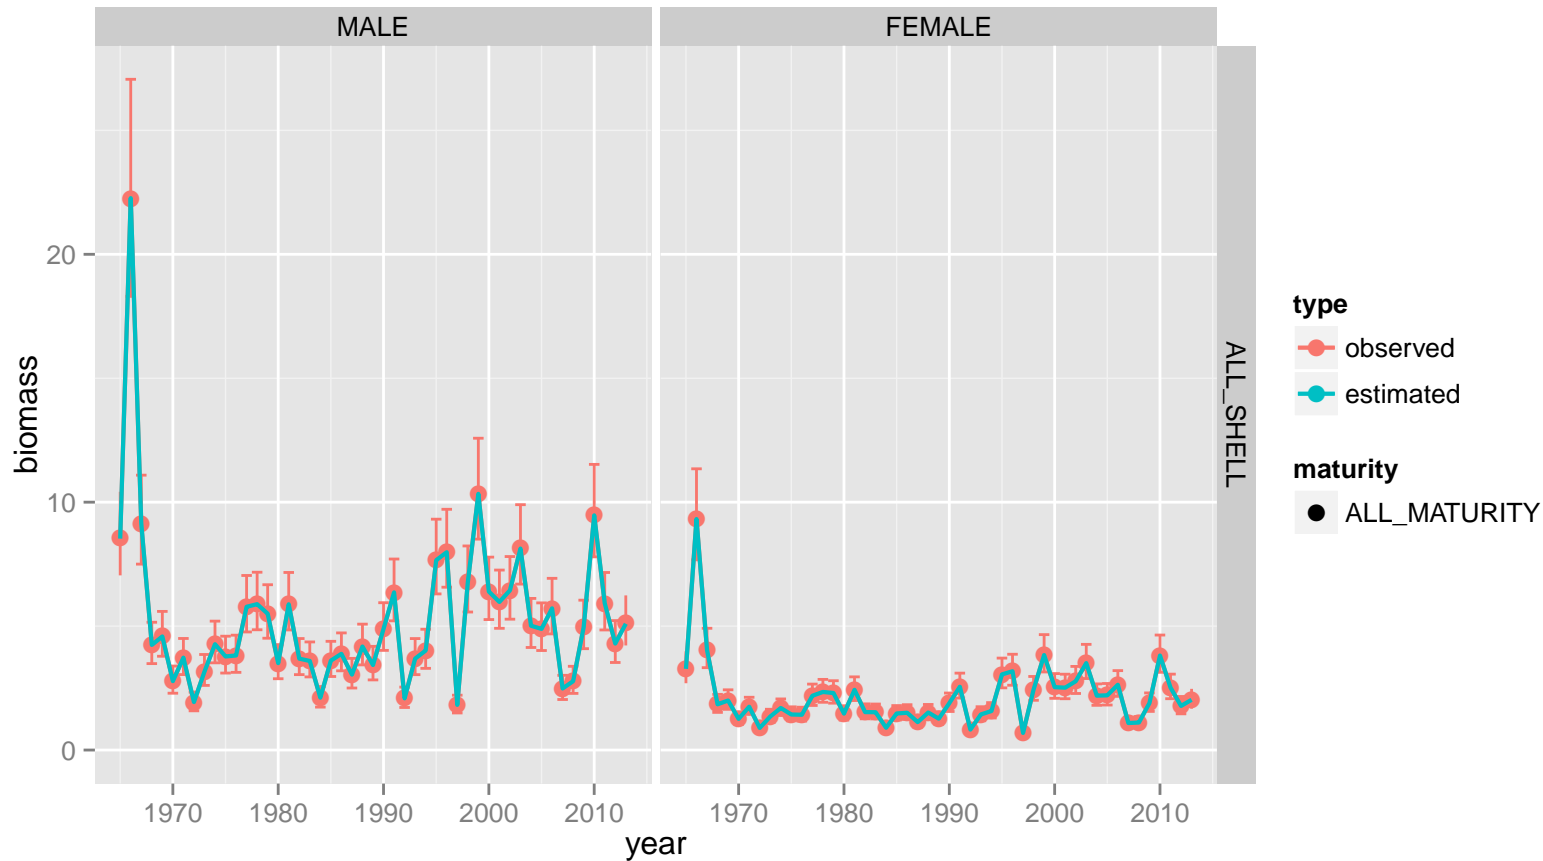 MALE
FEMALE
20
10
0
biomass
1970
1980
1990
2000
2010
1970
1980
1990
2000
2010
year
ALL_SHELL
type
observed
estimated
maturity
ALL_MATURITY